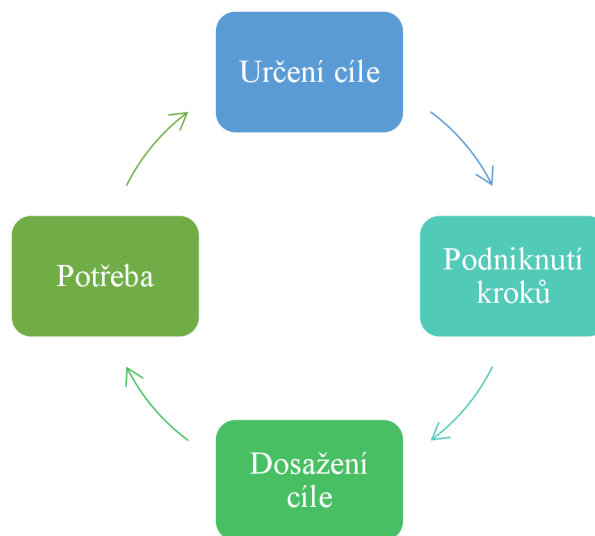 Určení cíle
Podniknutí
kroků
Dosažení
cíle
Potřeba